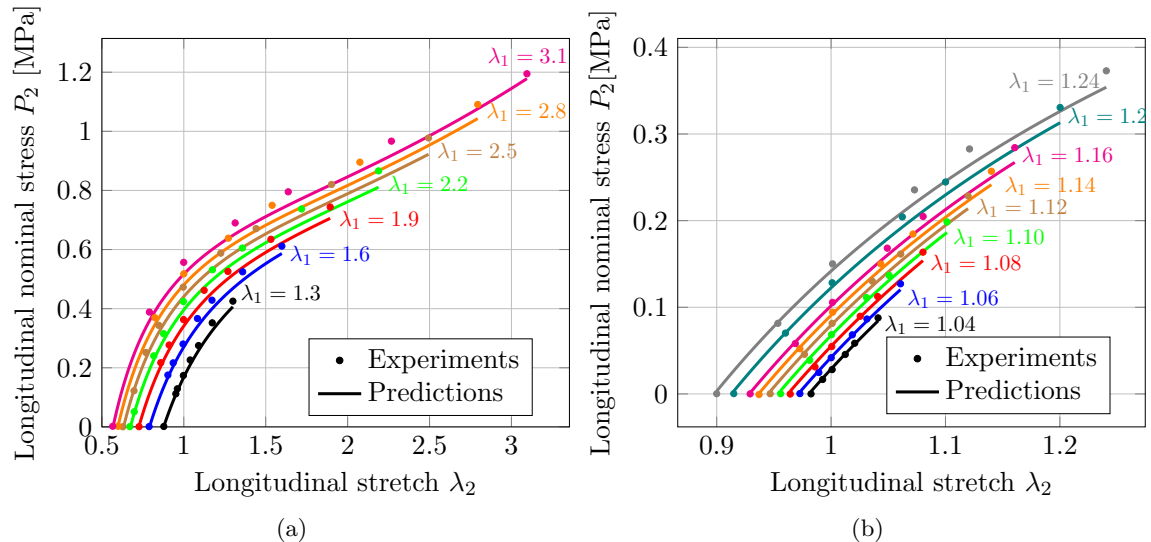 Longitudinal nominal stress P₂ [MPa]
1.2
1
0.8
0.6
0.4
0.2
0
0.5
1
1.5
2
2.5
3
λ₁ = 3.1
λ₁ = 2.8
λ₁ = 2.5
λ₁ = 2.2
λ₁ = 1.9
λ₁ = 1.6
λ₁ = 1.3
Experiments
Predictions
Longitudinal stretch λ₂
(a)
Longitudinal nominal stress P₂[MPa]
0.4
0.3
0.2
0.1
0
0.9
1
1.1
1.2
λ₁ = 1.24
λ₁ = 1.2
λ₁ = 1.16
λ₁ = 1.14
λ₁ = 1.12
λ₁ = 1.10
λ₁ = 1.08
λ₁ = 1.06
λ₁ = 1.04
Experiments
Predictions
Longitudinal stretch λ₂
(b)